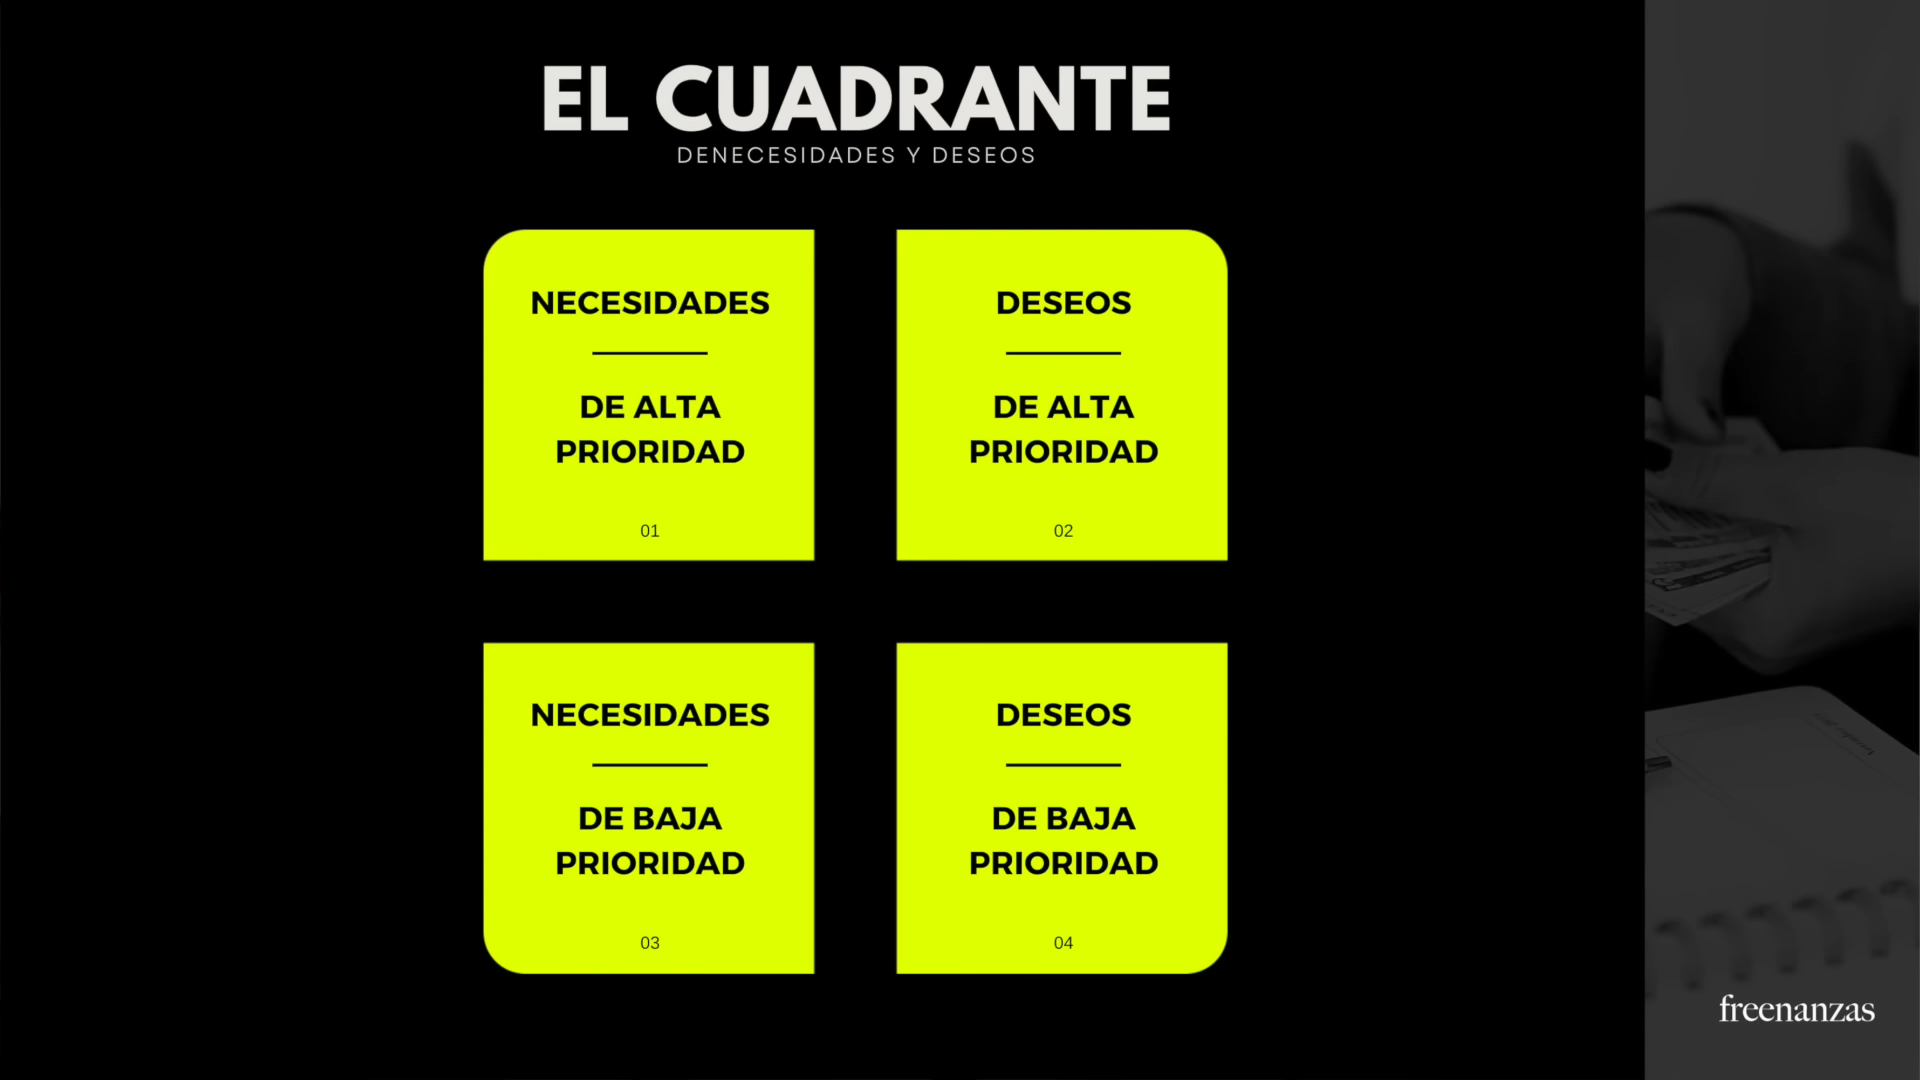 EL CUADRANTE
DENECESIDADES Y DESEOS
NECESIDADES
DE ALTA
PRIORIDAD
01
DESEOS
DE ALTA
PRIORIDAD
02
NECESIDADES
DE BAJA
PRIORIDAD
03
DESEOS
DE BAJA
PRIORIDAD
04
freenanzas